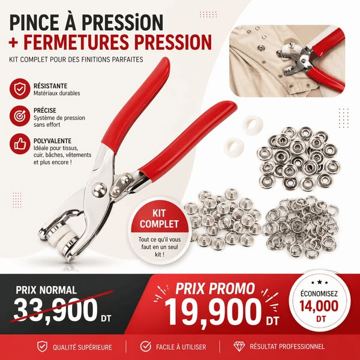 PINCE À PRESSiON
+ FERMETURES PRESSION
KIT COMPLET POUR DES FINITIONS PARFAITES
RÉSISTANTE
Matériaux durables
PRÉCISE
Système de pression
sans effort
POLYVALENTE
Idéale pour tissus,
cuir, bâches, vêtements
et plus encore !
KIT
COMPLET
Tout ce qu'il vous
faut en un seul
kit !
PRIX NORMAL
33,900 DT
PRIX PROMO
19,900 DT
ÉCONOMISEZ
14,000
DT
QUALITÉ SUPÉRIEURE
FACILE À UTILISER
RÉSULTAT PROFESSIONNEL